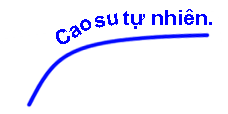 Cao su tự nhiên.